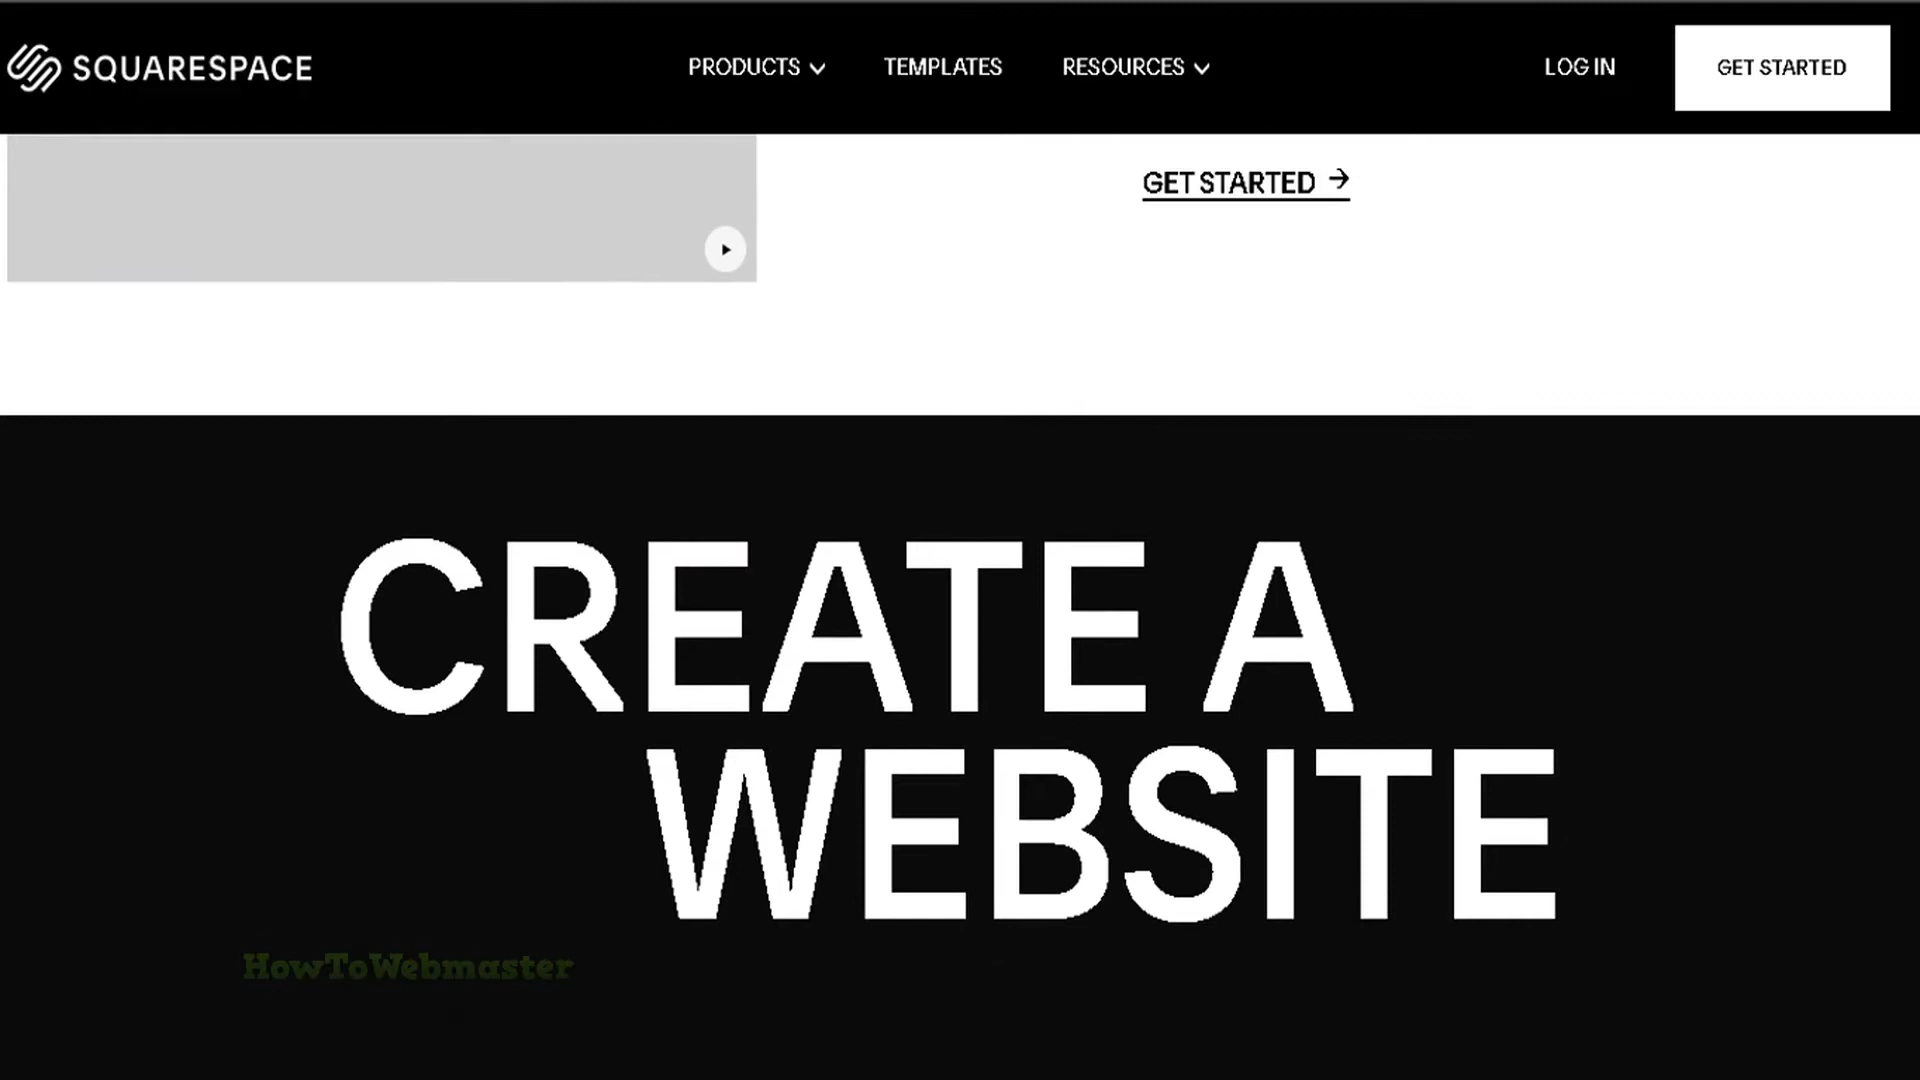 SQUARESPACE PRODUCTS TEMPLATES RESOURCES LOG IN GET STARTED
GET STARTED →
CREATE A
WEBSITE
HowToWebmaster